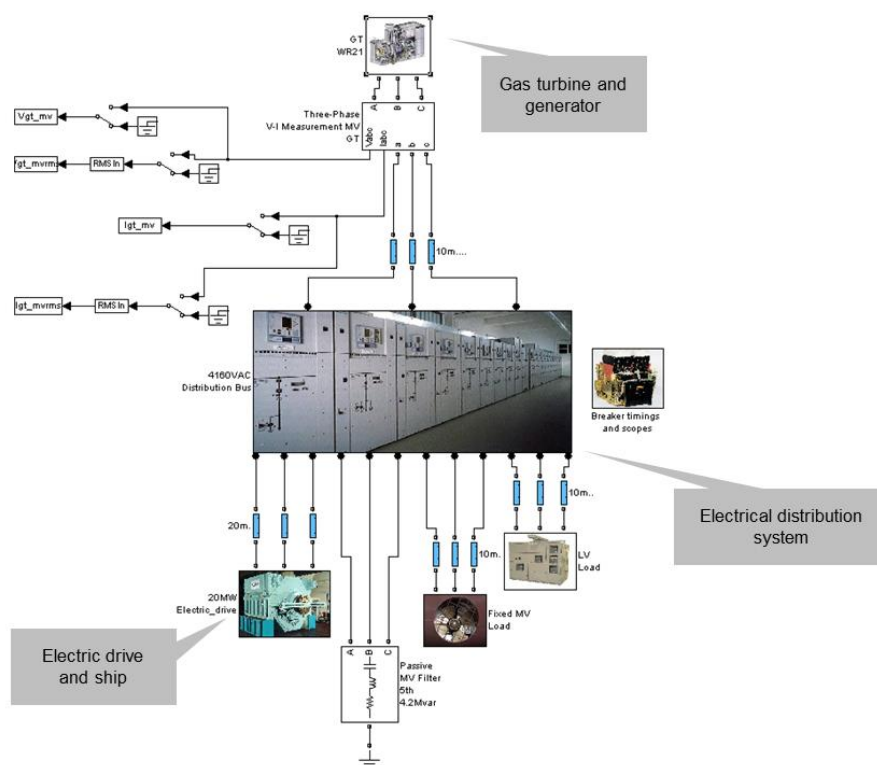 GT
WR21
Gas turbine and
generator
A
B
C
Three-Phase
V-I Measurement MV
GT
Vabc
Iabc
a
b
c
Vgt_mv
RMS In
Igt_mv
Igt_mvrms
RMS In
10m....
4160VAC
Distribution Bus
Breaker timings
and scopes
Electrical distribution
system
20m.
10m.
10m..
LV
Load
20MW
Electric_drive
Fixed MV
Load
Electric drive
and ship
A
B
C
Passive
MV Filter
5th
4.2Mvar